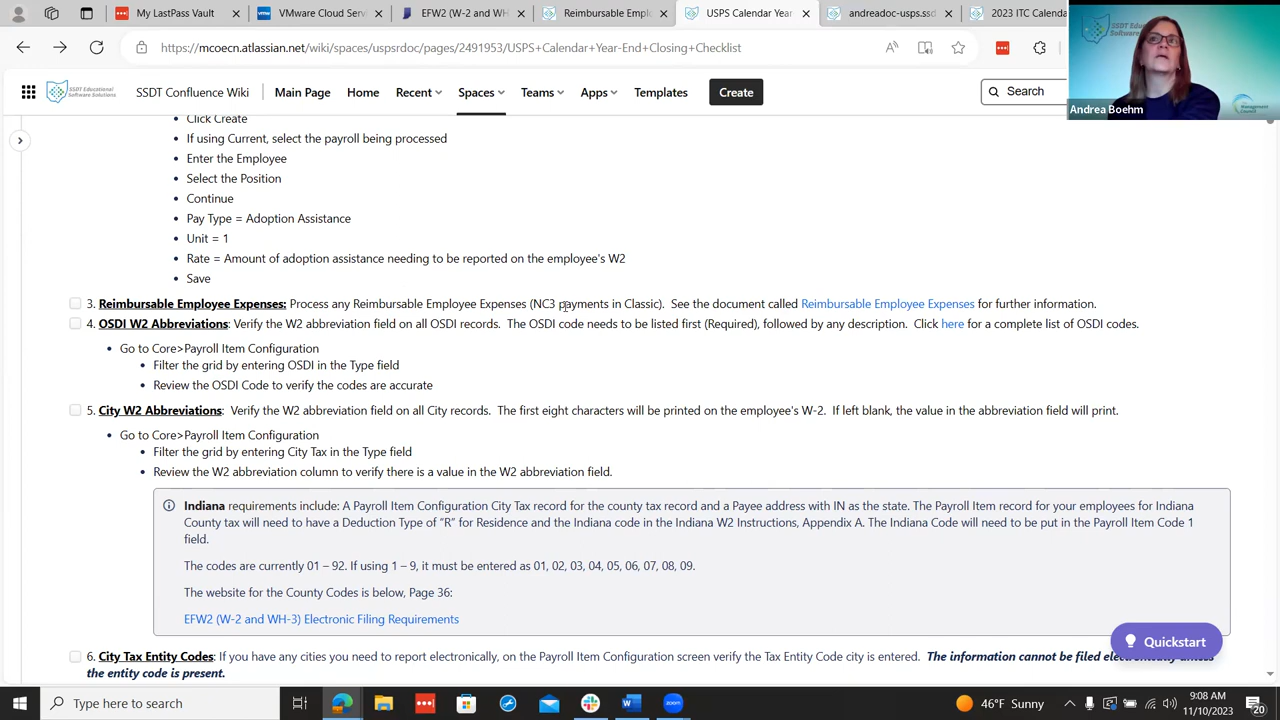 My LastPass Vault
VMware Cloud Serv
EFW2 (W-2 and WH-
Reimbursable Employ
USPS Calendar Year
andreadoc-usps.ssd
2023 ITC Calenda
https://mcoecn.atlassian.net/wiki/spaces/uspsrdoc/pages/2491953/USPS+Calendar+Year-End+Closing+Checklist
Andrea Boehm
SSDT Educational Software Solutions
SSDT Confluence Wiki
Main Page
Home
Recent
Spaces
Teams
Apps
Templates
Create
Search
• Click Create
• If using Current, select the payroll being processed
• Enter the Employee
• Select the Position
• Continue
• Pay Type = Adoption Assistance
• Unit = 1
• Rate = Amount of adoption assistance needing to be reported on the employee's W2
• Save
3. Reimbursable Employee Expenses: Process any Reimbursable Employee Expenses (NC3 payments in Classic). See the document called Reimbursable Employee Expenses for further information.
4. OSDI W2 Abbreviations: Verify the W2 abbreviation field on all OSDI records. The OSDI code needs to be listed first (Required), followed by any description. Click here for a complete list of OSDI codes.
• Go to Core>Payroll Item Configuration
• Filter the grid by entering OSDI in the Type field
• Review the OSDI Code to verify the codes are accurate
5. City W2 Abbreviations: Verify the W2 abbreviation field on all City records. The first eight characters will be printed on the employee's W-2. If left blank, the value in the abbreviation field will print.
• Go to Core>Payroll Item Configuration
• Filter the grid by entering City Tax in the Type field
• Review the W2 abbreviation column to verify there is a value in the W2 abbreviation field.
Indiana requirements include: A Payroll Item Configuration City Tax record for the county tax record and a Payee address with IN as the state. The Payroll Item record for your employees for Indiana
County tax will need to have a Deduction Type of "R" for Residence and the Indiana code in the Indiana W2 Instructions, Appendix A. The Indiana Code will need to be put in the Payroll Item Code 1
field.
The codes are currently 01 – 92. If using 1 – 9, it must be entered as 01, 02, 03, 04, 05, 06, 07, 08, 09.
The website for the County Codes is below, Page 36:
EFW2 (W-2 and WH-3) Electronic Filing Requirements
Quickstart
6. City Tax Entity Codes: If you have any cities you need to report electronically, on the Payroll Item Configuration screen verify the Tax Entity Code city is entered. The information cannot be filed electronically unless
the entity code is present.
Type here to search
46°F Sunny
9:08 AM
11/10/2023
20